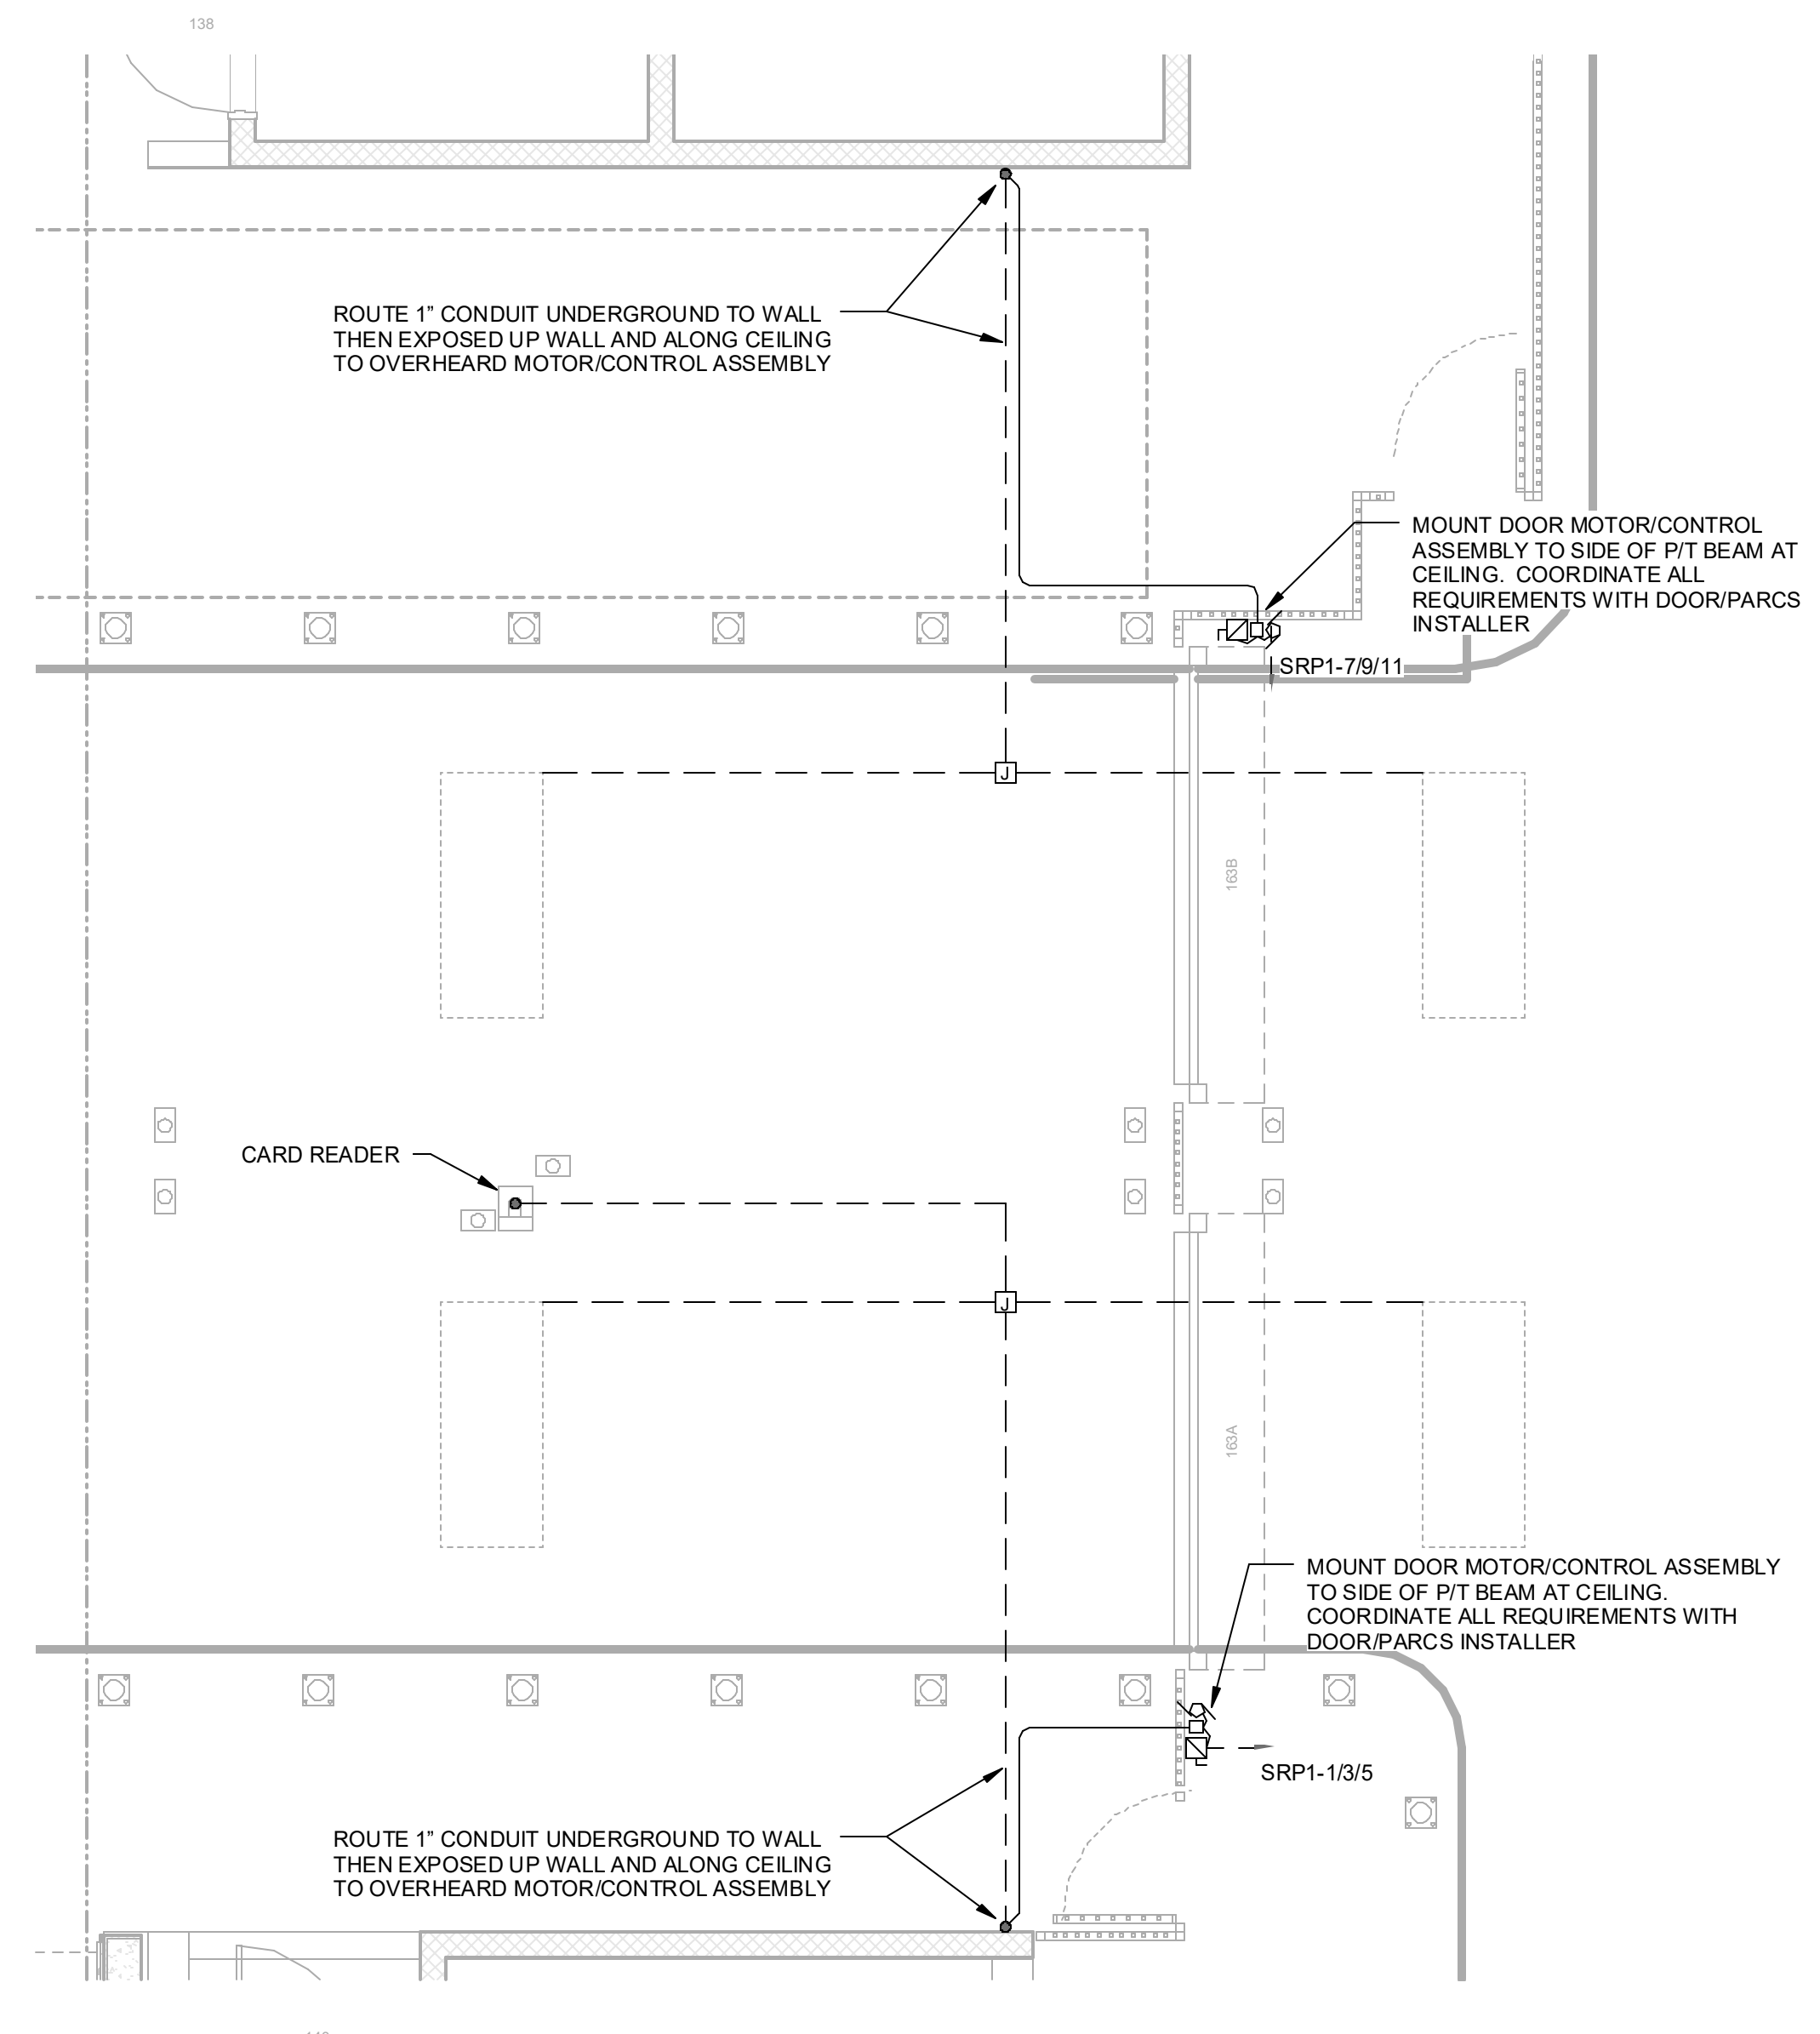 138
ROUTE 1” CONDUIT UNDERGROUND TO WALL
THEN EXPOSED UP WALL AND ALONG CEILING
TO OVERHEARD MOTOR/CONTROL ASSEMBLY
MOUNT DOOR MOTOR/CONTROL
ASSEMBLY TO SIDE OF P/T BEAM AT
CEILING. COORDINATE ALL
REQUIREMENTS WITH DOOR/PARCS
INSTALLER
SRP1-7/9/11
J
163B
CARD READER
J
163A
MOUNT DOOR MOTOR/CONTROL ASSEMBLY
TO SIDE OF P/T BEAM AT CEILING.
COORDINATE ALL REQUIREMENTS WITH
DOOR/PARCS INSTALLER
SRP1-1/3/5
ROUTE 1” CONDUIT UNDERGROUND TO WALL
THEN EXPOSED UP WALL AND ALONG CEILING
TO OVERHEARD MOTOR/CONTROL ASSEMBLY